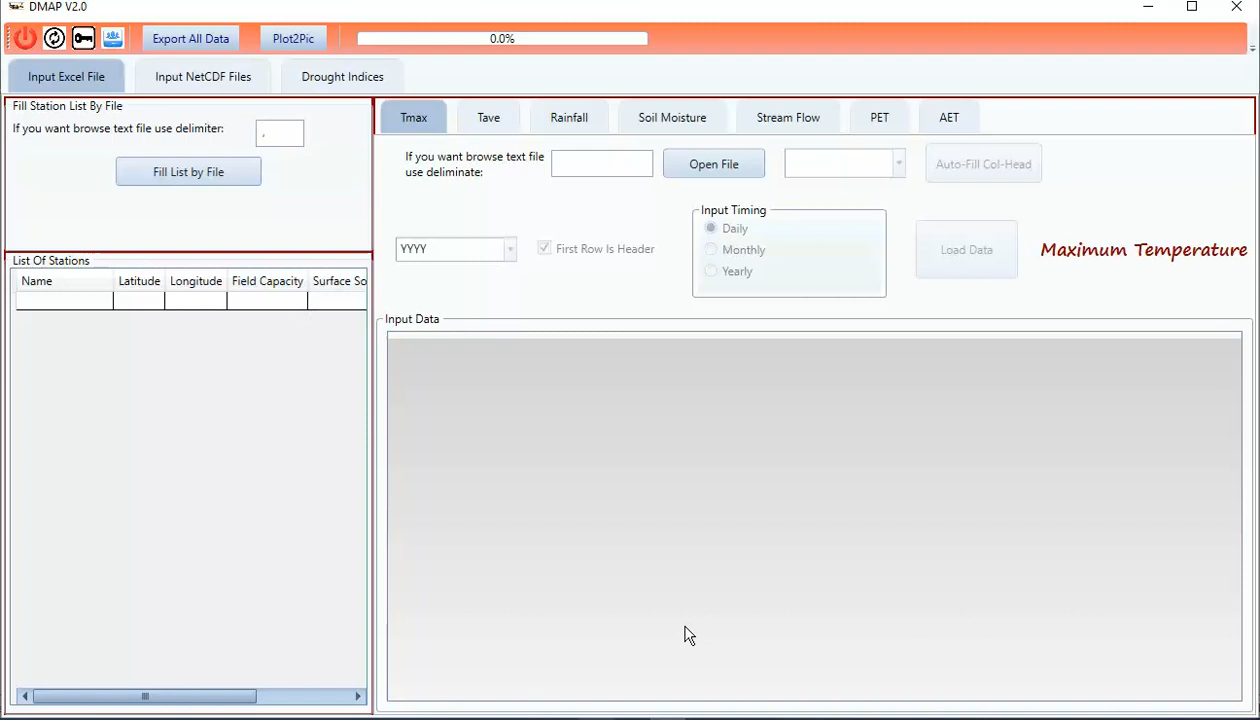 DMAP V2.0
Export All Data
Plot2Pic
0.0%
Input Excel File
Input NetCDF Files
Drought Indices
Fill Station List By File
If you want browse text file use delimiter:
,
Fill List by File
List Of Stations
Name
Latitude
Longitude
Field Capacity
Surface So
Tmax
Tave
Rainfall
Soil Moisture
Stream Flow
PET
AET
If you want browse text file
use deliminate:
Open File
Auto-Fill Col-Head
YYYY
First Row Is Header
Input Timing
Daily
Monthly
Yearly
Load Data
Maximum Temperature
Input Data